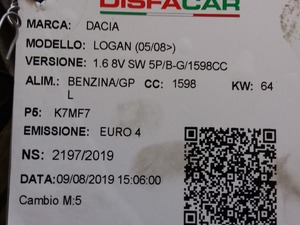 DISFACAR
MARCA: DACIA
MODELLO: LOGAN (05/08>)
VERSIONE: 1.6 8V SW 5P/B-G/1598CC
ALIM.: BENZINA/GP CC: 1598 KW: 64
L
P5: K7MF7
EMISSIONE: EURO 4
NS: 2197/2019
DATA:09/08/2019 15:06:00
Cambio M:5